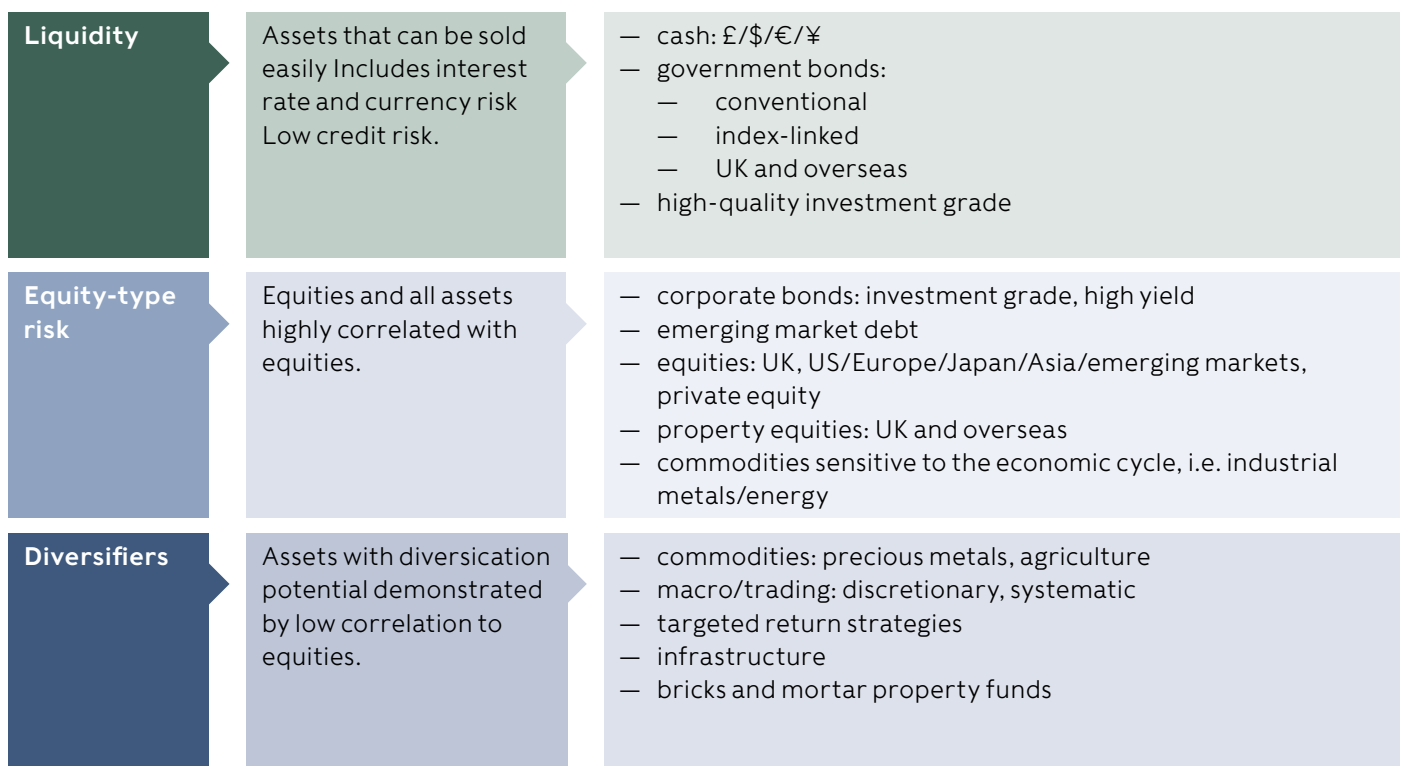 Liquidity
Assets that can be sold
easily Includes interest
rate and currency risk
Low credit risk.
— cash: £/$/€/¥
— government bonds:
— conventional
— index-linked
— UK and overseas
— high-quality investment grade
Equity-type
risk
Equities and all assets
highly correlated with
equities.
— corporate bonds: investment grade, high yield
— emerging market debt
— equities: UK, US/Europe/Japan/Asia/emerging markets,
private equity
— property equities: UK and overseas
— commodities sensitive to the economic cycle, i.e. industrial
metals/energy
Diversifiers
Assets with diversication
potential demonstrated
by low correlation to
equities.
— commodities: precious metals, agriculture
— macro/trading: discretionary, systematic
— targeted return strategies
— infrastructure
— bricks and mortar property funds